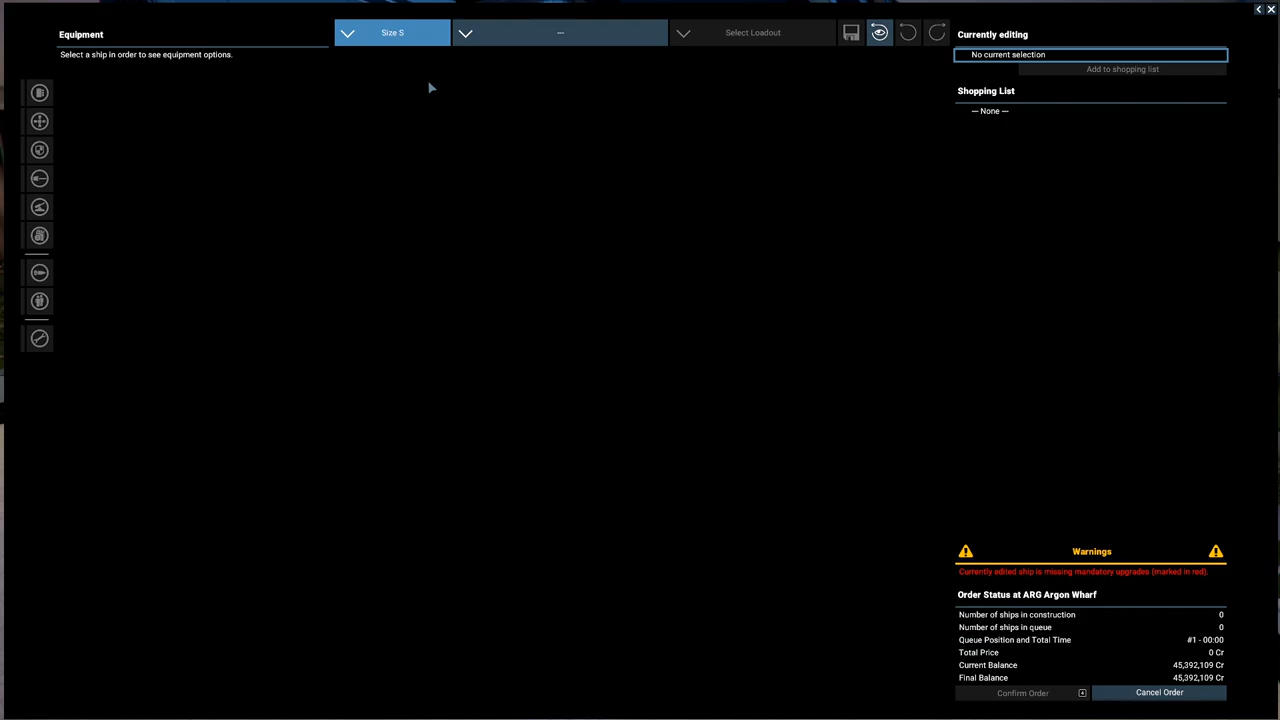 Equipment
Size S
---
Select Loadout
Select a ship in order to see equipment options.
Currently editing
No current selection
Add to shopping list
Shopping List
— None —
Warnings
Currently edited ship is missing mandatory upgrades (marked in red).
Order Status at ARG Argon Wharf
Number of ships in construction 0
Number of ships in queue 0
Queue Position and Total Time #1 - 00:00
Total Price 0 Cr
Current Balance 45,392,109 Cr
Final Balance 45,392,109 Cr
Confirm Order
Cancel Order